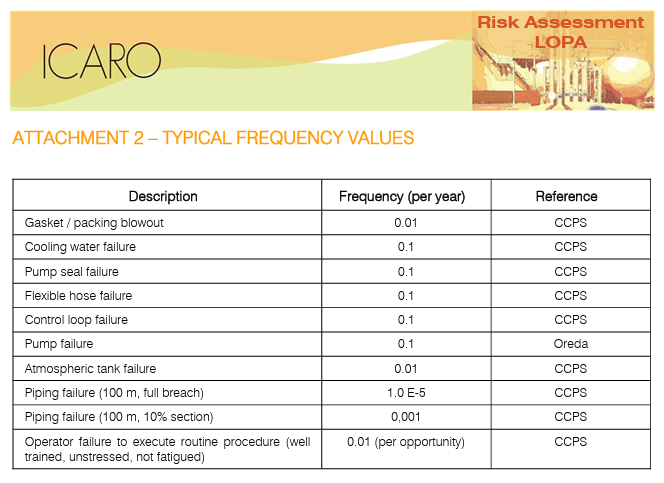 Risk Assessment
LOPA
ICARO
ATTACHMENT 2 – TYPICAL FREQUENCY VALUES
Description Frequency (per year) Reference
Gasket / packing blowout 0.01 CCPS
Cooling water failure 0.1 CCPS
Pump seal failure 0.1 CCPS
Flexible hose failure 0.1 CCPS
Control loop failure 0.1 CCPS
Pump failure 0.1 Oreda
Atmospheric tank failure 0.01 CCPS
Piping failure (100 m, full breach) 1.0 E-5 CCPS
Piping failure (100 m, 10% section) 0,001 CCPS
Operator failure to execute routine procedure (well 0.01 (per opportunity) CCPS
trained, unstressed, not fatigued)